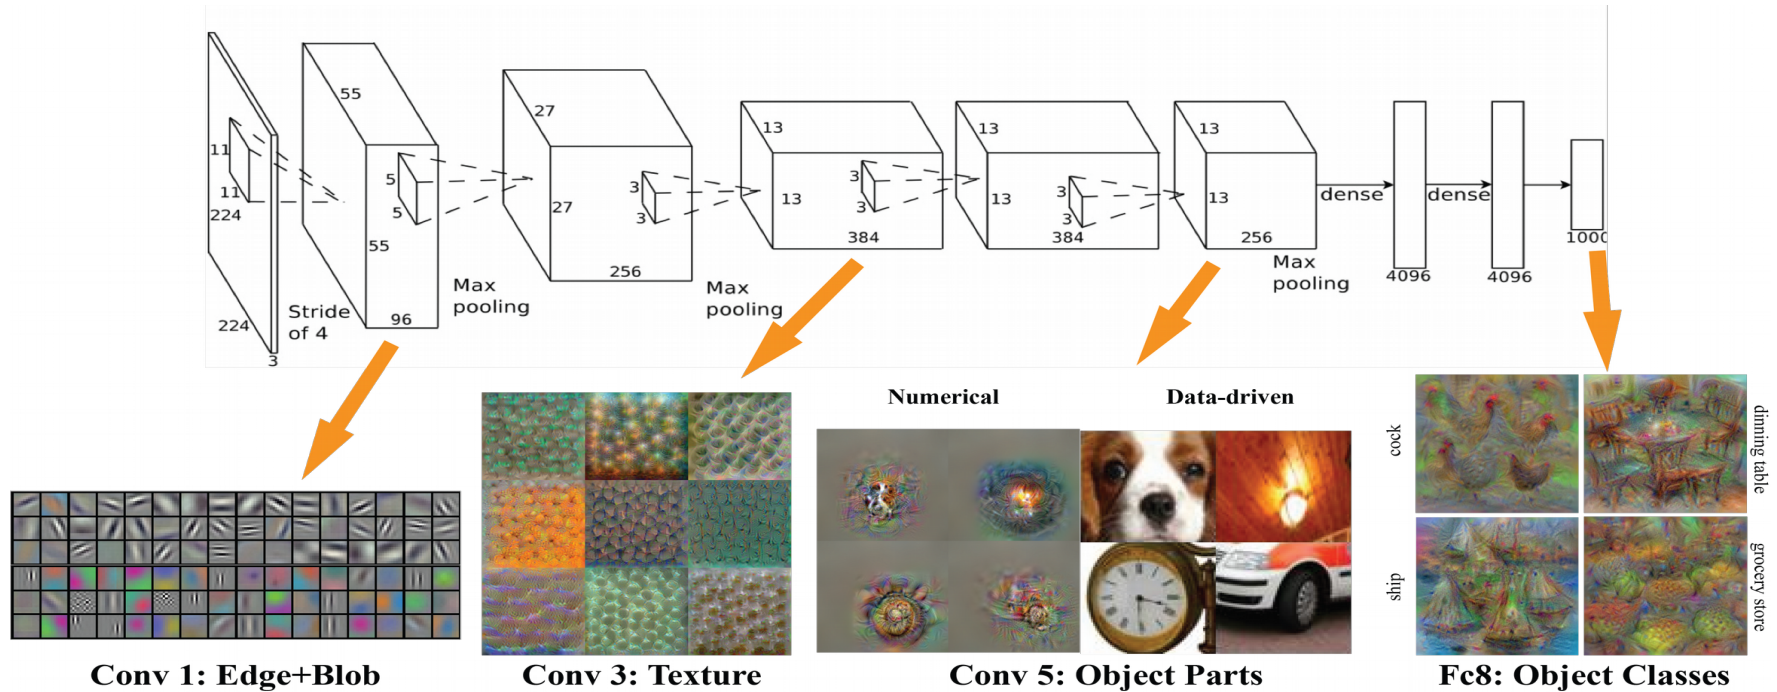 11
11
224
224
3
Stride
of 4
55
5
5
55
96
Max
pooling
27
27
256
3
3
Max
pooling
13
13
384
3
3
13
13
384
3
3
13
13
256
Max
pooling
dense
4096
dense
4096
1000
Numerical
Data-driven
cock
dinning table
ship
grocery store
Conv 1: Edge+Blob
Conv 3: Texture
Conv 5: Object Parts
Fc8: Object Classes